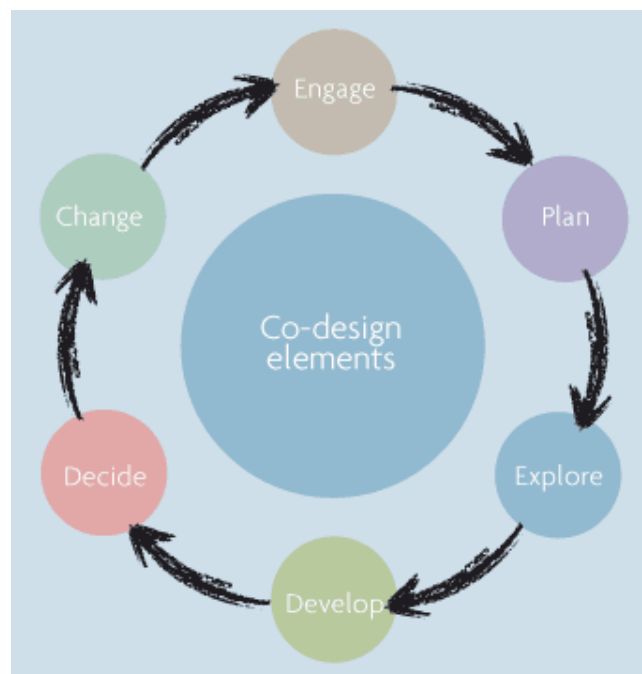 Engage
Plan
Explore
Develop
Decide
Change
Co-design
elements